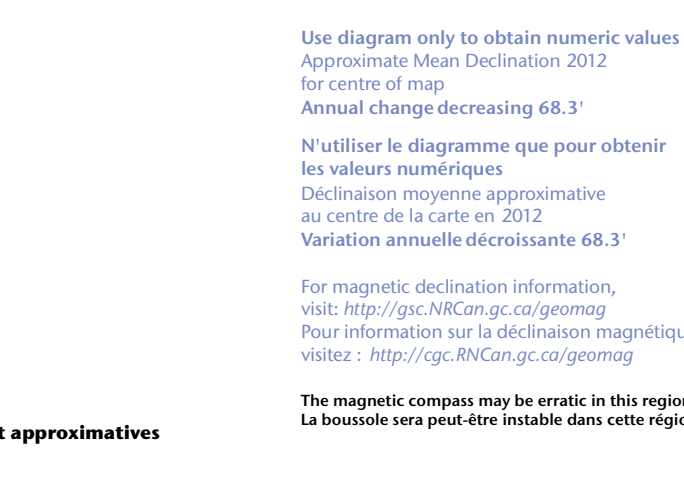 Use diagram only to obtain numeric values
Approximate Mean Declination 2012
for centre of map
Annual change decreasing 68.3'
N'utiliser le diagramme que pour obtenir
les valeurs numériques
Déclinaison moyenne approximative
au centre de la carte en 2012
Variation annuelle décroissante 68.3'
For magnetic declination information,
visit: http://gsc.NRCan.gc.ca/geomag
Pour information sur la déclinaison magnétiqu
visitez : http://cgc.RNCan.gc.ca/geomag
The magnetic compass may be erratic in this region
La boussole sera peut-être instable dans cette régio
t approximatives